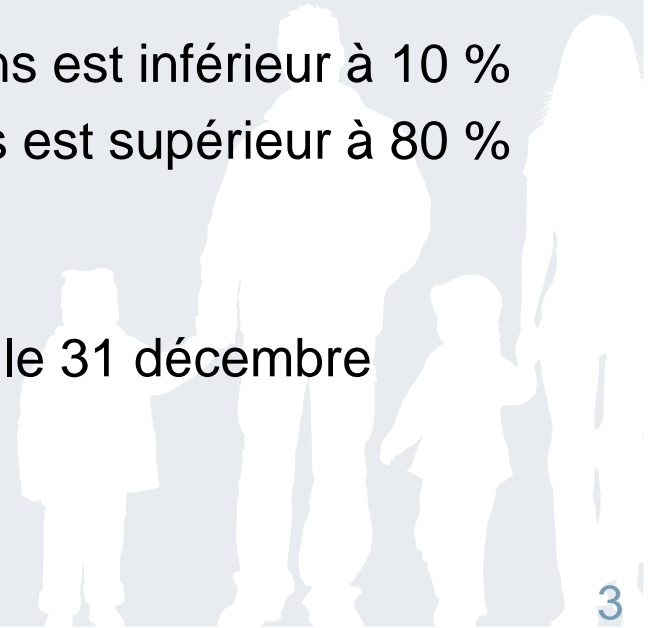 ns est inférieur à 10 %
s est supérieur à 80 %
le 31 décembre
3